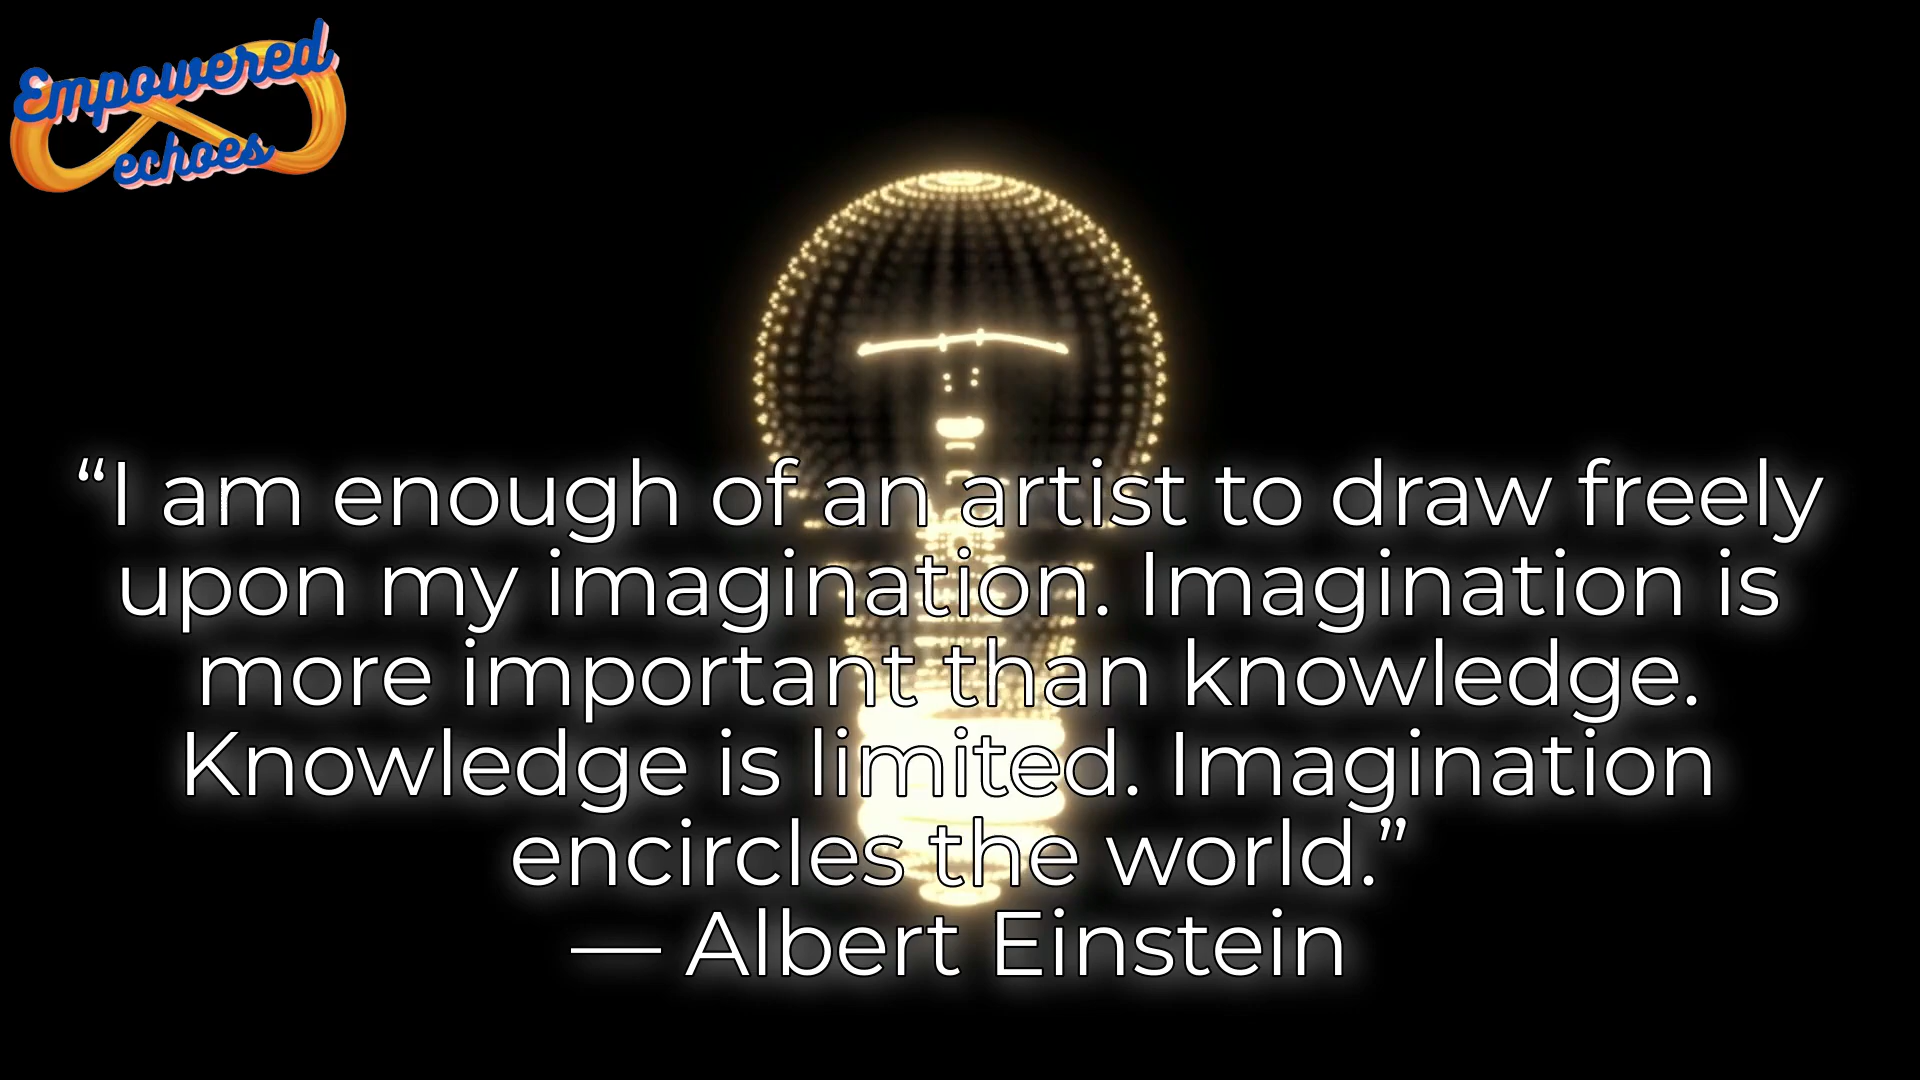 Empowered
echoes
“I am enough of an artist to draw freely
upon my imagination. Imagination is
more important than knowledge.
Knowledge is limited. Imagination
encircles the world.”
— Albert Einstein